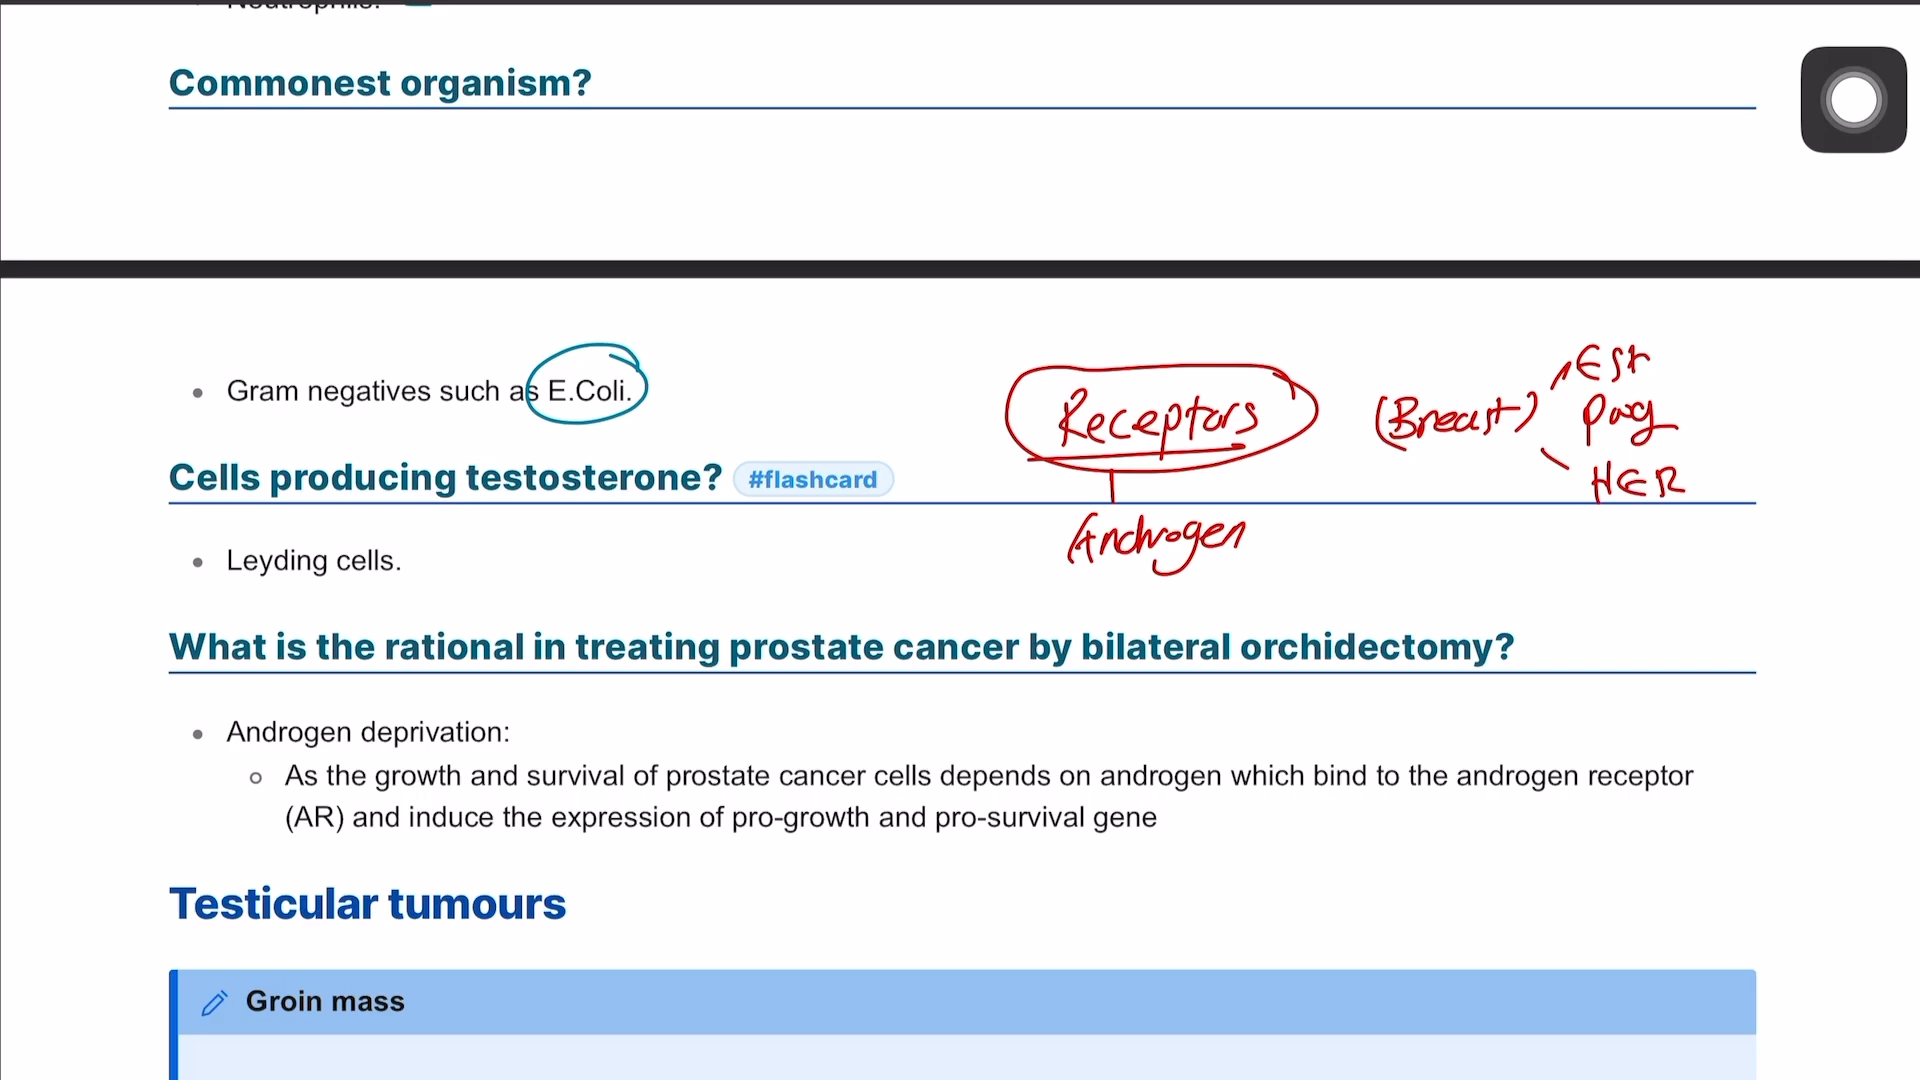 Neutrophils.
Commonest organism?
Gram negatives such as E.Coli.
Receptors
(Breast)
Est
HER
Androgen
Cells producing testosterone? #flashcard
Leyding cells.
What is the rational in treating prostate cancer by bilateral orchidectomy?
Androgen deprivation:
As the growth and survival of prostate cancer cells depends on androgen which bind to the androgen receptor
(AR) and induce the expression of pro-growth and pro-survival gene
Testicular tumours
Groin mass